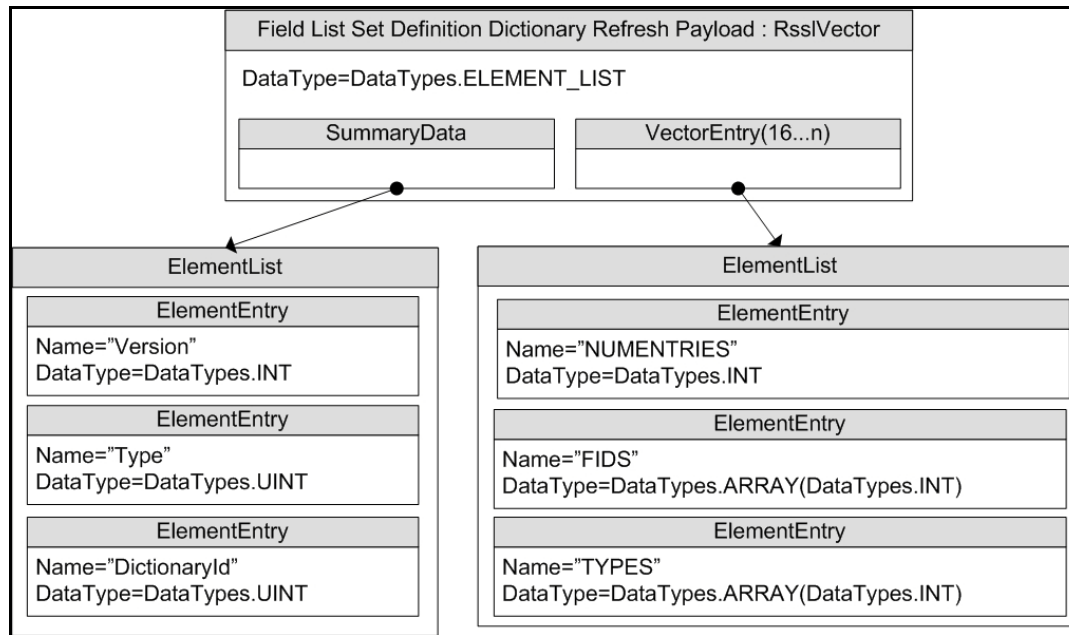 Field List Set Definition Dictionary Refresh Payload : RsslVector
DataType=DataTypes.ELEMENT_LIST
SummaryData
VectorEntry(16...n)
ElementList
ElementEntry
Name=”Version”
DataType=DataTypes.INT
ElementEntry
Name=”Type”
DataType=DataTypes.UINT
ElementEntry
Name=”DictionaryId”
DataType=DataTypes.UINT
ElementList
ElementEntry
Name=”NUMENTRIES”
DataType=DataTypes.INT
ElementEntry
Name=”FIDS”
DataType=DataTypes.ARRAY(DataTypes.INT)
ElementEntry
Name=”TYPES”
DataType=DataTypes.ARRAY(DataTypes.INT)